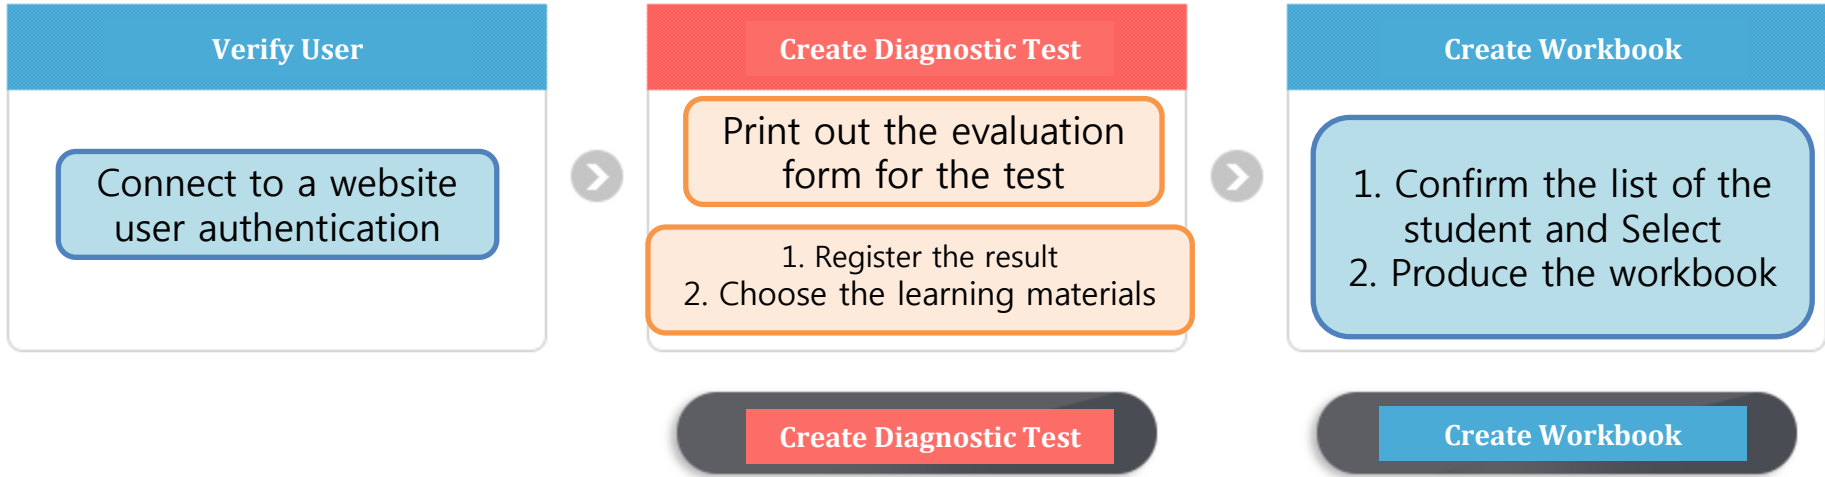 Verify User
Connect to a website
user authentication
Create Diagnostic Test
Print out the evaluation
form for the test
1. Register the result
2. Choose the learning materials
Create Workbook
1. Confirm the list of the
student and Select
2. Produce the workbook
Create Diagnostic Test
Create Workbook